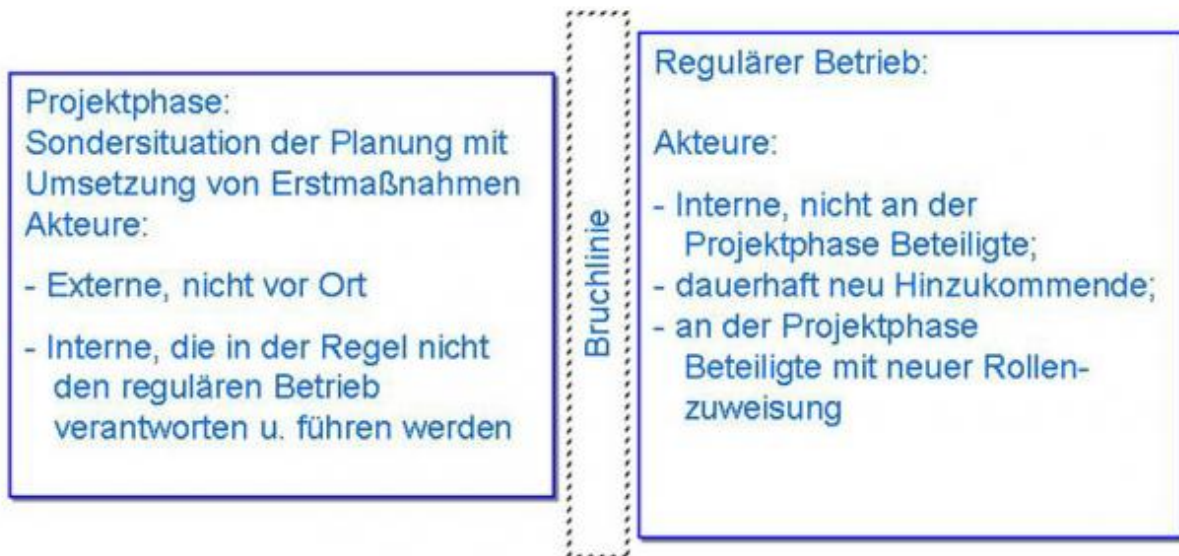 Projektphase:
Sondersituation der Planung mit
Umsetzung von Erstmaßnahmen
Akteure:
- Externe, nicht vor Ort
- Interne, die in der Regel nicht
den regulären Betrieb
verantworten u. führen werden
Bruchlinie
Regulärer Betrieb:
Akteure:
- Interne, nicht an der
Projektphase Beteiligte;
- dauerhaft neu Hinzukommende;
- an der Projektphase
Beteiligte mit neuer Rollen-
zuweisung